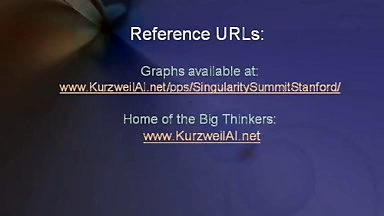 Reference URLs:
Graphs available at:
www.KurzweilAI.net/pps/SingularitySummitStanford/
Home of the Big Thinkers:
www.KurzweilAI.net